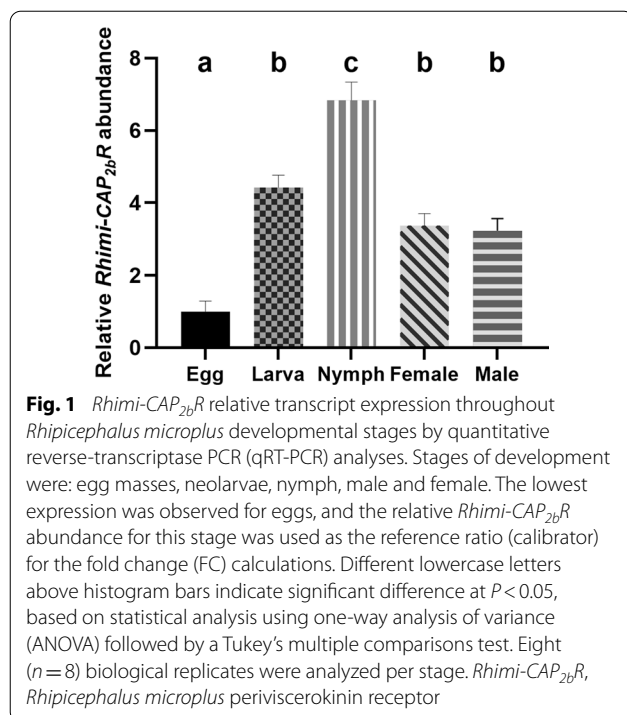 8
6
4
2
0
Relative Rhimi-CAP2bR abundance
a b c b b
Egg Larva Nymph Female Male
Fig. 1 Rhimi-CAP2bR relative transcript expression throughout
Rhipicephalus microplus developmental stages by quantitative
reverse-transcriptase PCR (qRT-PCR) analyses. Stages of development
were: egg masses, neolarvae, nymph, male and female. The lowest
expression was observed for eggs, and the relative Rhimi-CAP2bR
abundance for this stage was used as the reference ratio (calibrator)
for the fold change (FC) calculations. Different lowercase letters
above histogram bars indicate significant difference at P < 0.05,
based on statistical analysis using one-way analysis of variance
(ANOVA) followed by a Tukey's multiple comparisons test. Eight
(n = 8) biological replicates were analyzed per stage. Rhimi-CAP2bR,
Rhipicephalus microplus periviscerokinin receptor